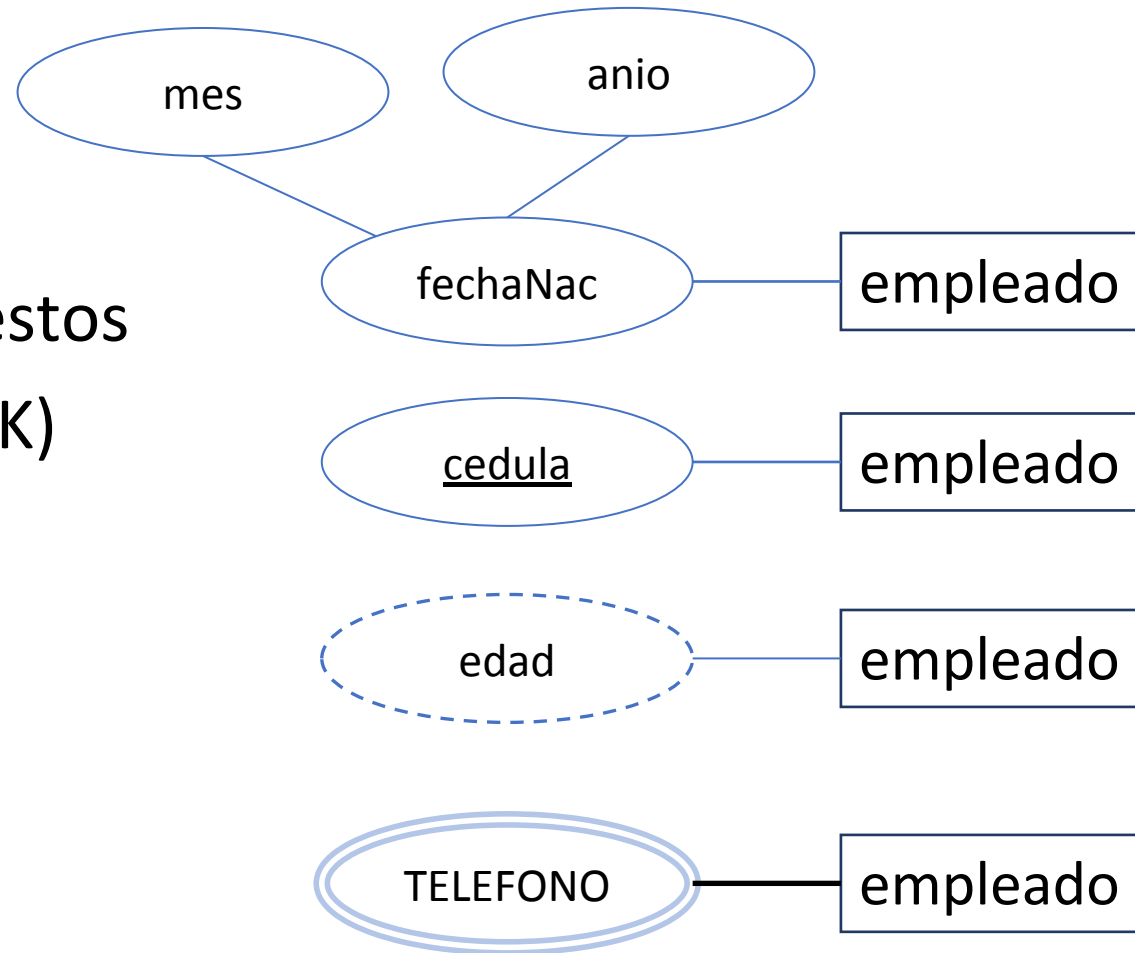 mes
anio
fechaNac
empleado
estos
K)
cedula
empleado
edad
empleado
TELEFONO
empleado